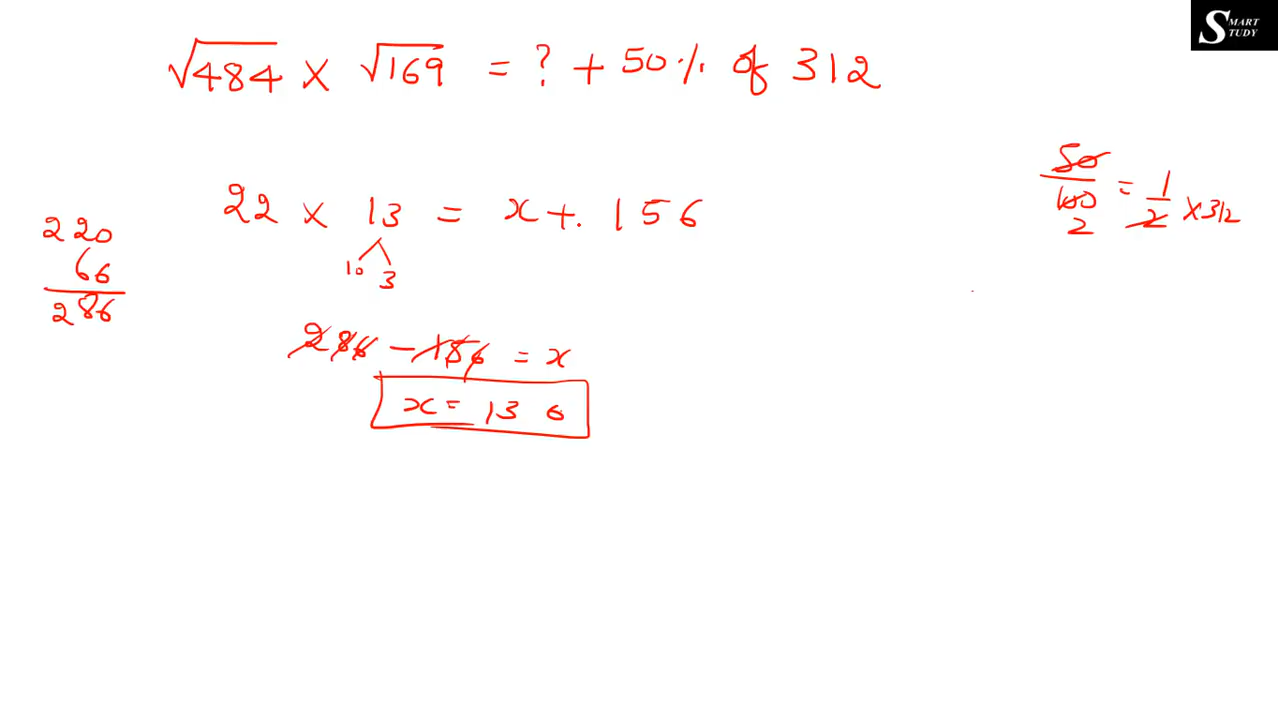 SMART STUDY
√484 × √169 = ? + 50% of 312
50/100 = 1/2 × 312
2
22 × 13 = x + . 156
10 3
220
66
286
286 - 156 = x
x = 130